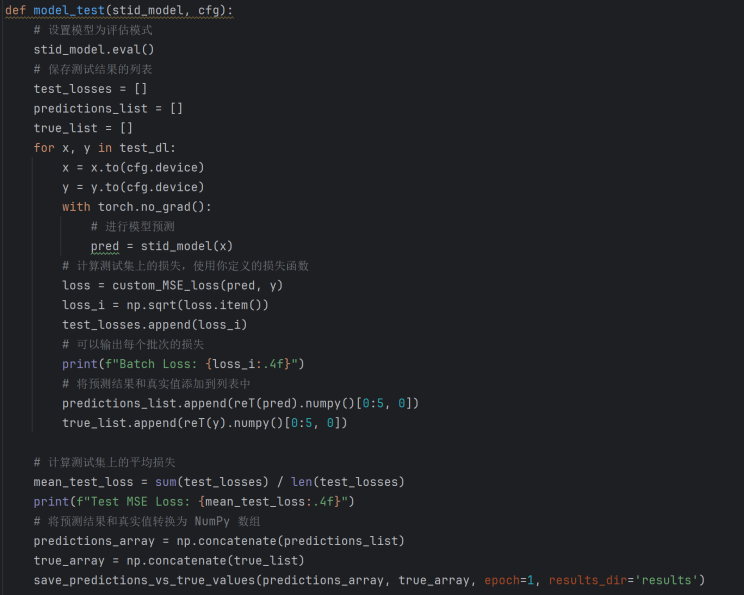 def model_test(stid_model, cfg):
    # 设置模型为评估模式
    stid_model.eval()
    # 保存测试结果的列表
    test_losses = []
    predictions_list = []
    true_list = []
    for x, y in test_dl:
        x = x.to(cfg.device)
        y = y.to(cfg.device)
        with torch.no_grad():
            # 进行模型预测
            pred = stid_model(x)
        # 计算测试集上的损失，使用你定义的损失函数
        loss = custom_MSE_loss(pred, y)
        loss_i = np.sqrt(loss.item())
        test_losses.append(loss_i)
        # 可以输出每个批次的损失
        print(f"Batch Loss: {loss_i:.4f}")
        # 将预测结果和真实值添加到列表中
        predictions_list.append(reT(pred).numpy()[0:5, 0])
        true_list.append(reT(y).numpy()[0:5, 0])
    # 计算测试集上的平均损失
    mean_test_loss = sum(test_losses) / len(test_losses)
    print(f"Test MSE Loss: {mean_test_loss:.4f}")
    # 将预测结果和真实值转换为 NumPy 数组
    predictions_array = np.concatenate(predictions_list)
    true_array = np.concatenate(true_list)
    save_predictions_vs_true_values(predictions_array, true_array, epoch=1, results_dir='results')